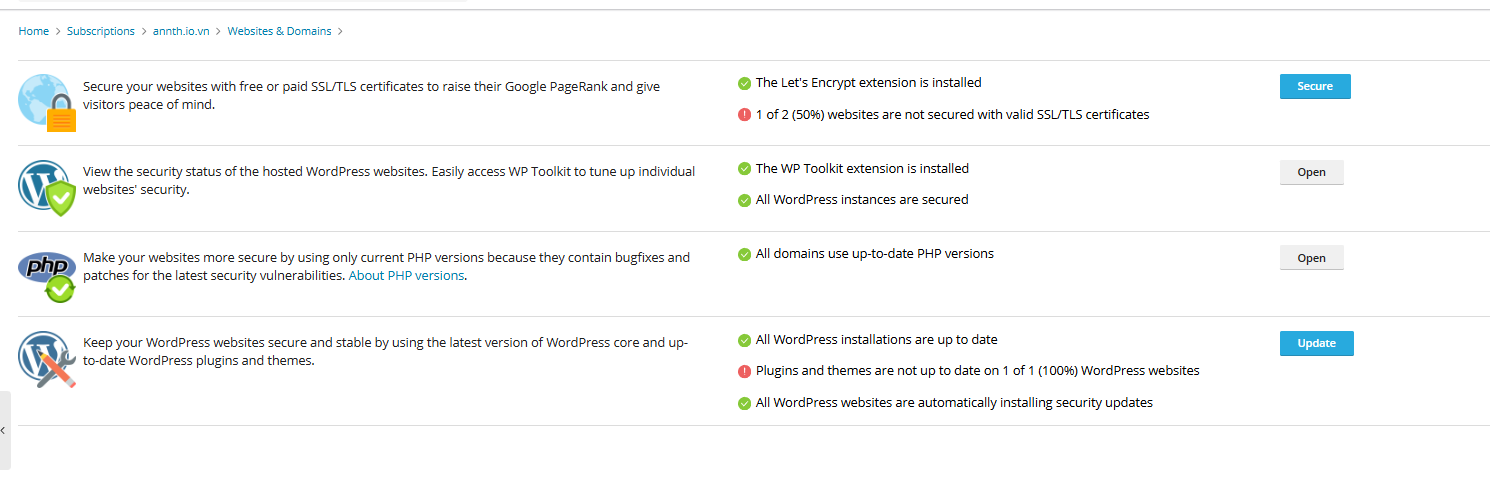 Home > Subscriptions > annth.io.vn > Websites & Domains >
Secure your websites with free or paid SSL/TLS certificates to raise their Google PageRank and give
visitors peace of mind.
The Let's Encrypt extension is installed
1 of 2 (50%) websites are not secured with valid SSL/TLS certificates
Secure
View the security status of the hosted WordPress websites. Easily access WP Toolkit to tune up individual
websites' security.
The WP Toolkit extension is installed
All WordPress instances are secured
Open
php
Make your websites more secure by using only current PHP versions because they contain bugfixes and
patches for the latest security vulnerabilities. About PHP versions.
All domains use up-to-date PHP versions
Open
Keep your WordPress websites secure and stable by using the latest version of WordPress core and up-
to-date WordPress plugins and themes.
All WordPress installations are up to date
Plugins and themes are not up to date on 1 of 1 (100%) WordPress websites
All WordPress websites are automatically installing security updates
Update